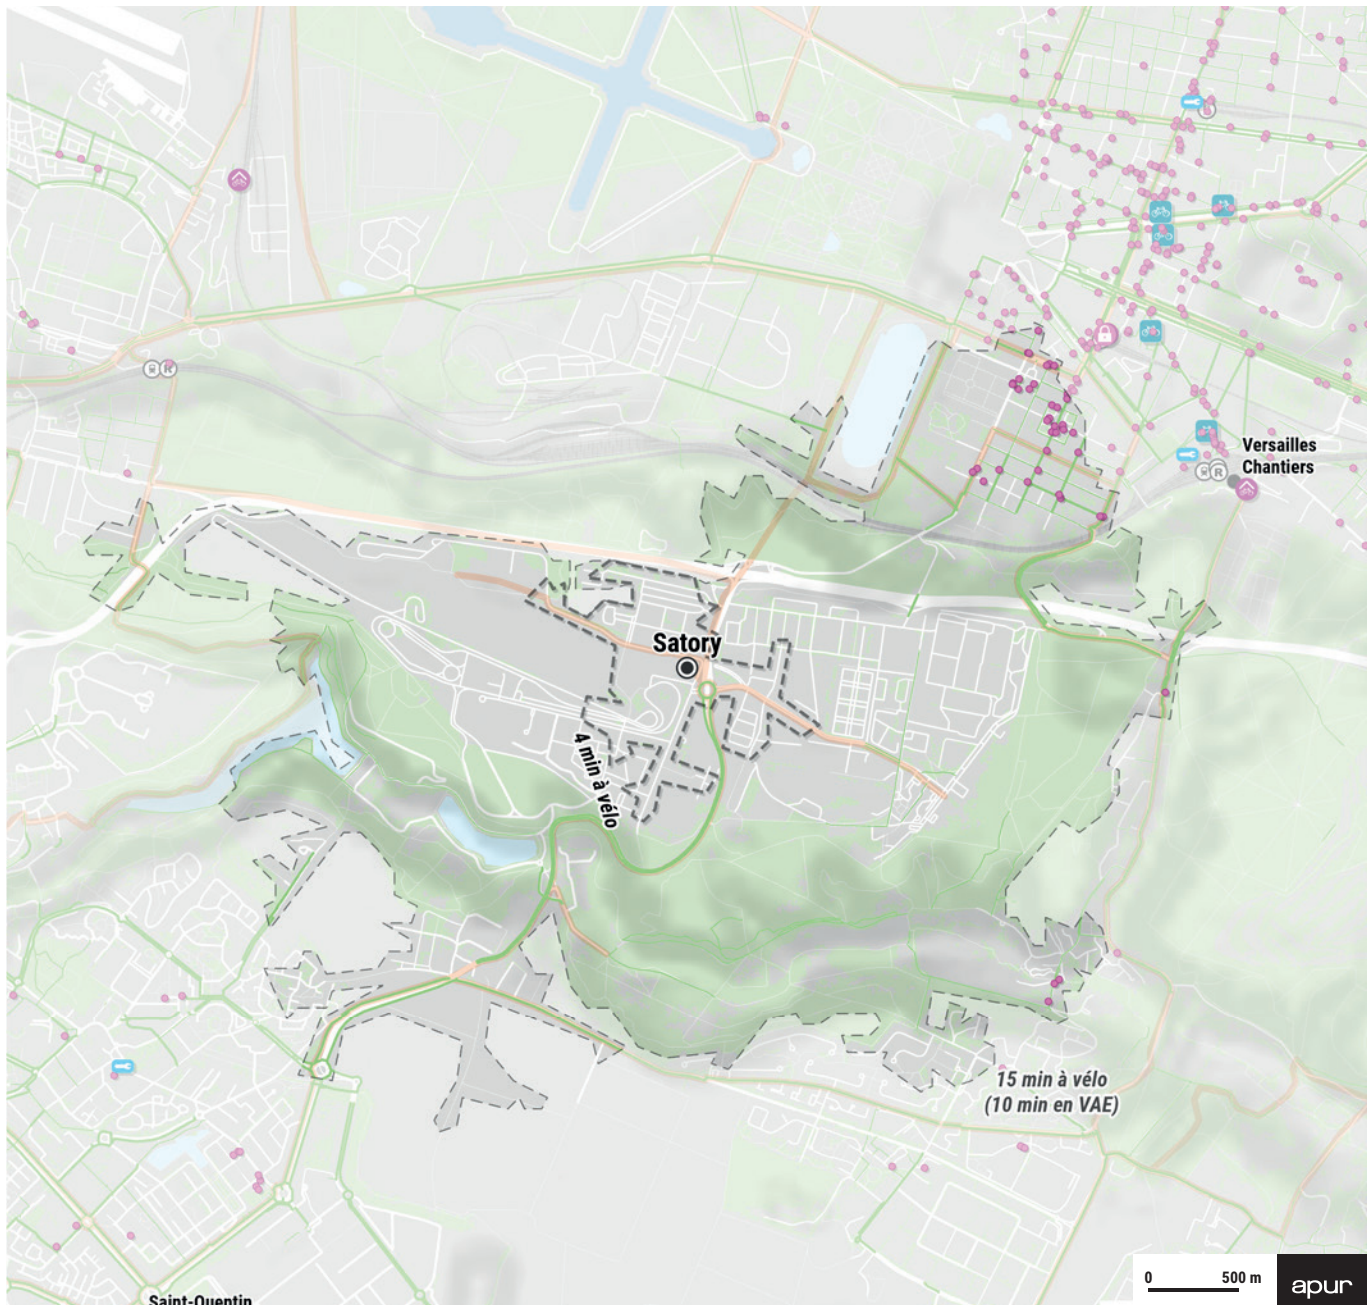 Versailles
Chantiers
R
R
Satory
4 min à vélo
15 min à vélo
(10 min en VAE)
0 500 m
apur
Saint-Quentin